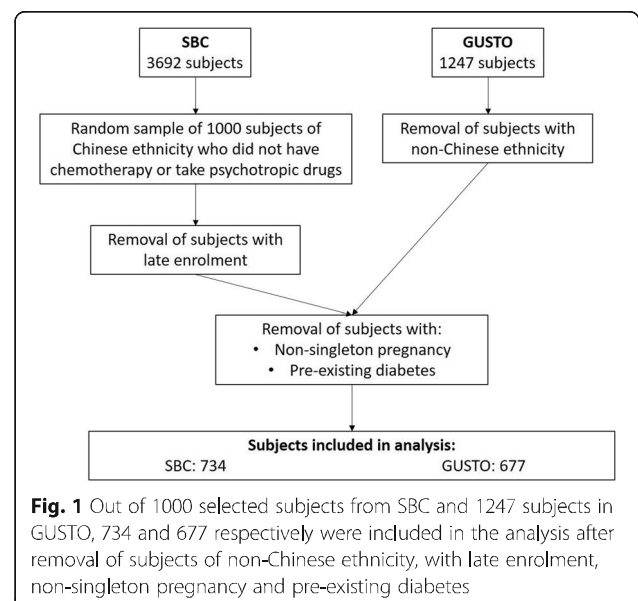 SBC
3692 subjects
GUSTO
1247 subjects
Random sample of 1000 subjects of
Chinese ethnicity who did not have
chemotherapy or take psychotropic drugs
Removal of subjects with
non-Chinese ethnicity
Removal of subjects with
late enrolment
Removal of subjects with:
• Non-singleton pregnancy
• Pre-existing diabetes
Subjects included in analysis:
SBC: 734 GUSTO: 677
Fig. 1 Out of 1000 selected subjects from SBC and 1247 subjects in
GUSTO, 734 and 677 respectively were included in the analysis after
removal of subjects of non-Chinese ethnicity, with late enrolment,
non-singleton pregnancy and pre-existing diabetes